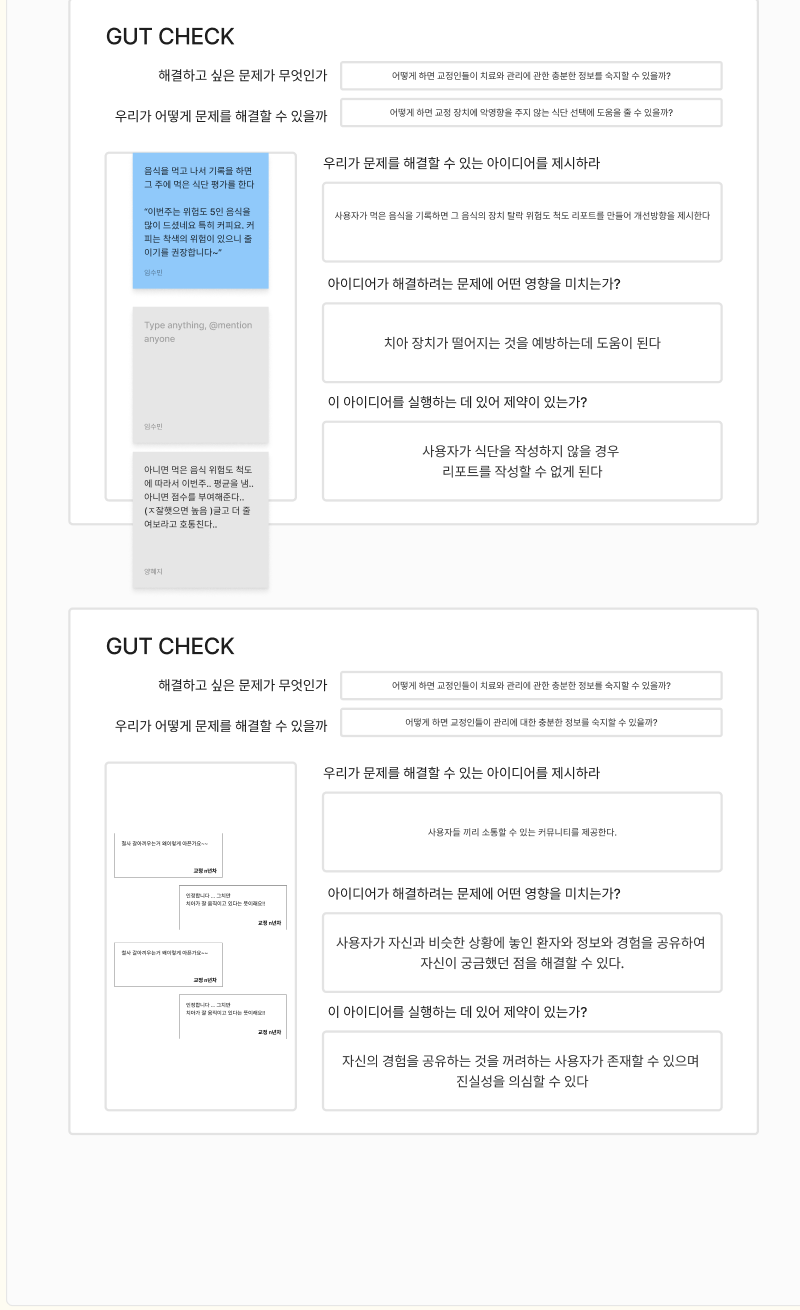 GUT CHECK
해결하고 싶은 문제가 무엇인가
어떻게 하면 교정인들이 치료와 관리에 관한 충분한 정보를 숙지할 수 있을까?
우리가 어떻게 문제를 해결할 수 있을까
어떻게 하면 교정 장치에 악영향을 주지 않는 식단 선택에 도움을 줄 수 있을까?
음식을 먹고 나서 기록을 하면
그 주에 먹은 식단 평가를 한다
"이번주는 위험도 5인 음식을
많이 드셨네요 특히 커피요. 커
피는 착색의 위험이 있으니 줄
이기를 권장합니다~"
임수민
Type anything, @mention
anyone
임수민
아니면 먹은 음식 위험도 척도
에 따라서 이번주.. 평균을 냄..
아니면 점수를 부여해준다..
(ㅈ잘했으면 높음 )글고 더 줄
여보라고 호통친다..
양혜지
우리가 문제를 해결할 수 있는 아이디어를 제시하라
사용자가 먹은 음식을 기록하면 그 음식의 장치 탈락 위험도 척도 리포트를 만들어 개선방향을 제시한다
아이디어가 해결하려는 문제에 어떤 영향을 미치는가?
치아 장치가 떨어지는 것을 예방하는데 도움이 된다
이 아이디어를 실행하는 데 있어 제약이 있는가?
사용자가 식단을 작성하지 않을 경우
리포트를 작성할 수 없게 된다
GUT CHECK
해결하고 싶은 문제가 무엇인가
어떻게 하면 교정인들이 치료와 관리에 관한 충분한 정보를 숙지할 수 있을까?
우리가 어떻게 문제를 해결할 수 있을까
어떻게 하면 교정인들이 관리에 대한 충분한 정보를 숙지할 수 있을까?
철사 갈아끼우는거 왜이렇게 아픈가요~~
교정 n년차
인정합니다 ... 그치만
치아가 잘 움직이고 있다는 뜻이래요!!
교정 n년차
철사 갈아끼우는거 왜이렇게 아픈가요~~
교정 n년차
인정합니다 ... 그치만
치아가 잘 움직이고 있다는 뜻이래요!!
교정 n년차
우리가 문제를 해결할 수 있는 아이디어를 제시하라
사용자들 끼리 소통할 수 있는 커뮤니티를 제공한다.
아이디어가 해결하려는 문제에 어떤 영향을 미치는가?
사용자가 자신과 비슷한 상황에 놓인 환자와 정보와 경험을 공유하여
자신이 궁금했던 점을 해결할 수 있다.
이 아이디어를 실행하는 데 있어 제약이 있는가?
자신의 경험을 공유하는 것을 꺼려하는 사용자가 존재할 수 있으며
진실성을 의심할 수 있다